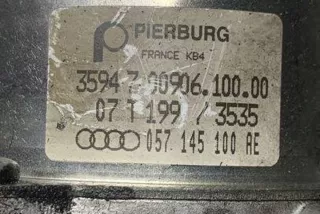 PIERBURG
FRANCE KB4
3594 7.00906.100.00
07 1 199 / 3535
057 145 100 AE